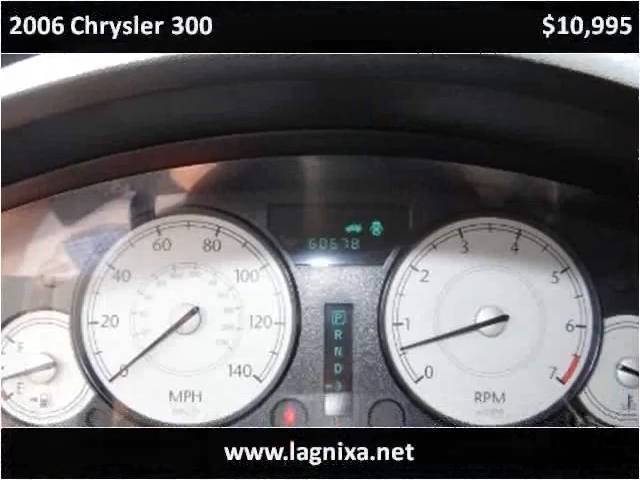 2006 Chrysler 300 $10,995
60678
60 80
40 100
20 120
0 140
MPH
3 4
2 5
1 6
0 7
RPM
F
E
P
R
N
D
www.lagnixa.net